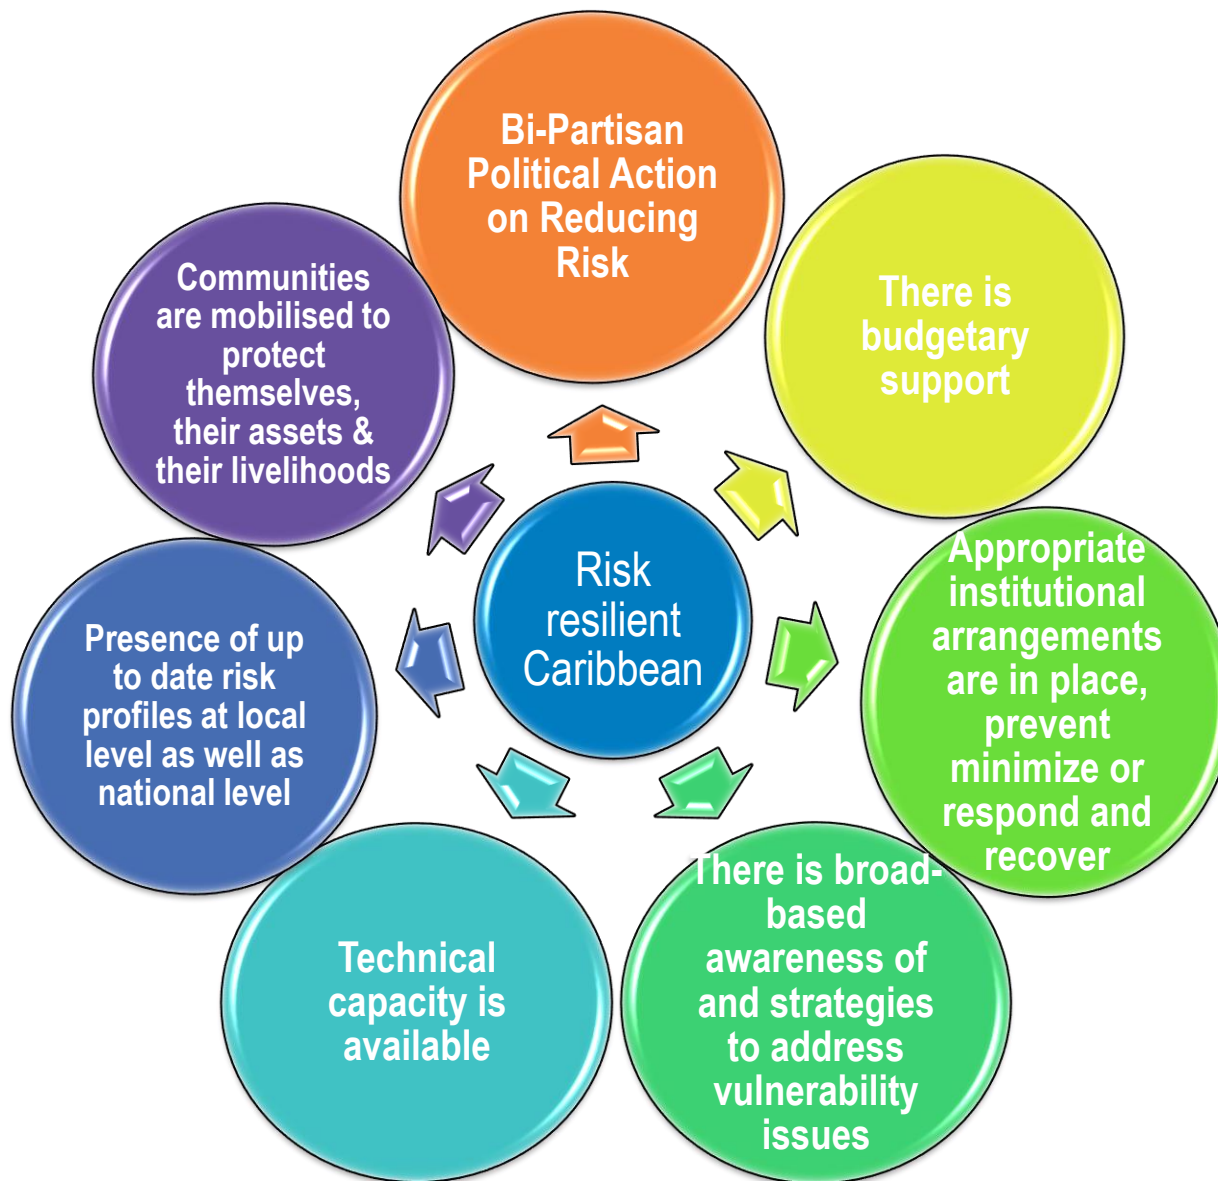 Bi-Partisan
Political Action
on Reducing
Risk
There is
budgetary
support
Appropriate
institutional
arrangements
are in place,
prevent
minimize or
respond and
recover
There is broad-
based
awareness of
and strategies
to address
vulnerability
issues
Technical
capacity is
available
Presence of up
to date risk
profiles at local
level as well as
national level
Communities
are mobilised to
protect
themselves,
their assets &
their livelihoods
Risk
resilient
Caribbean